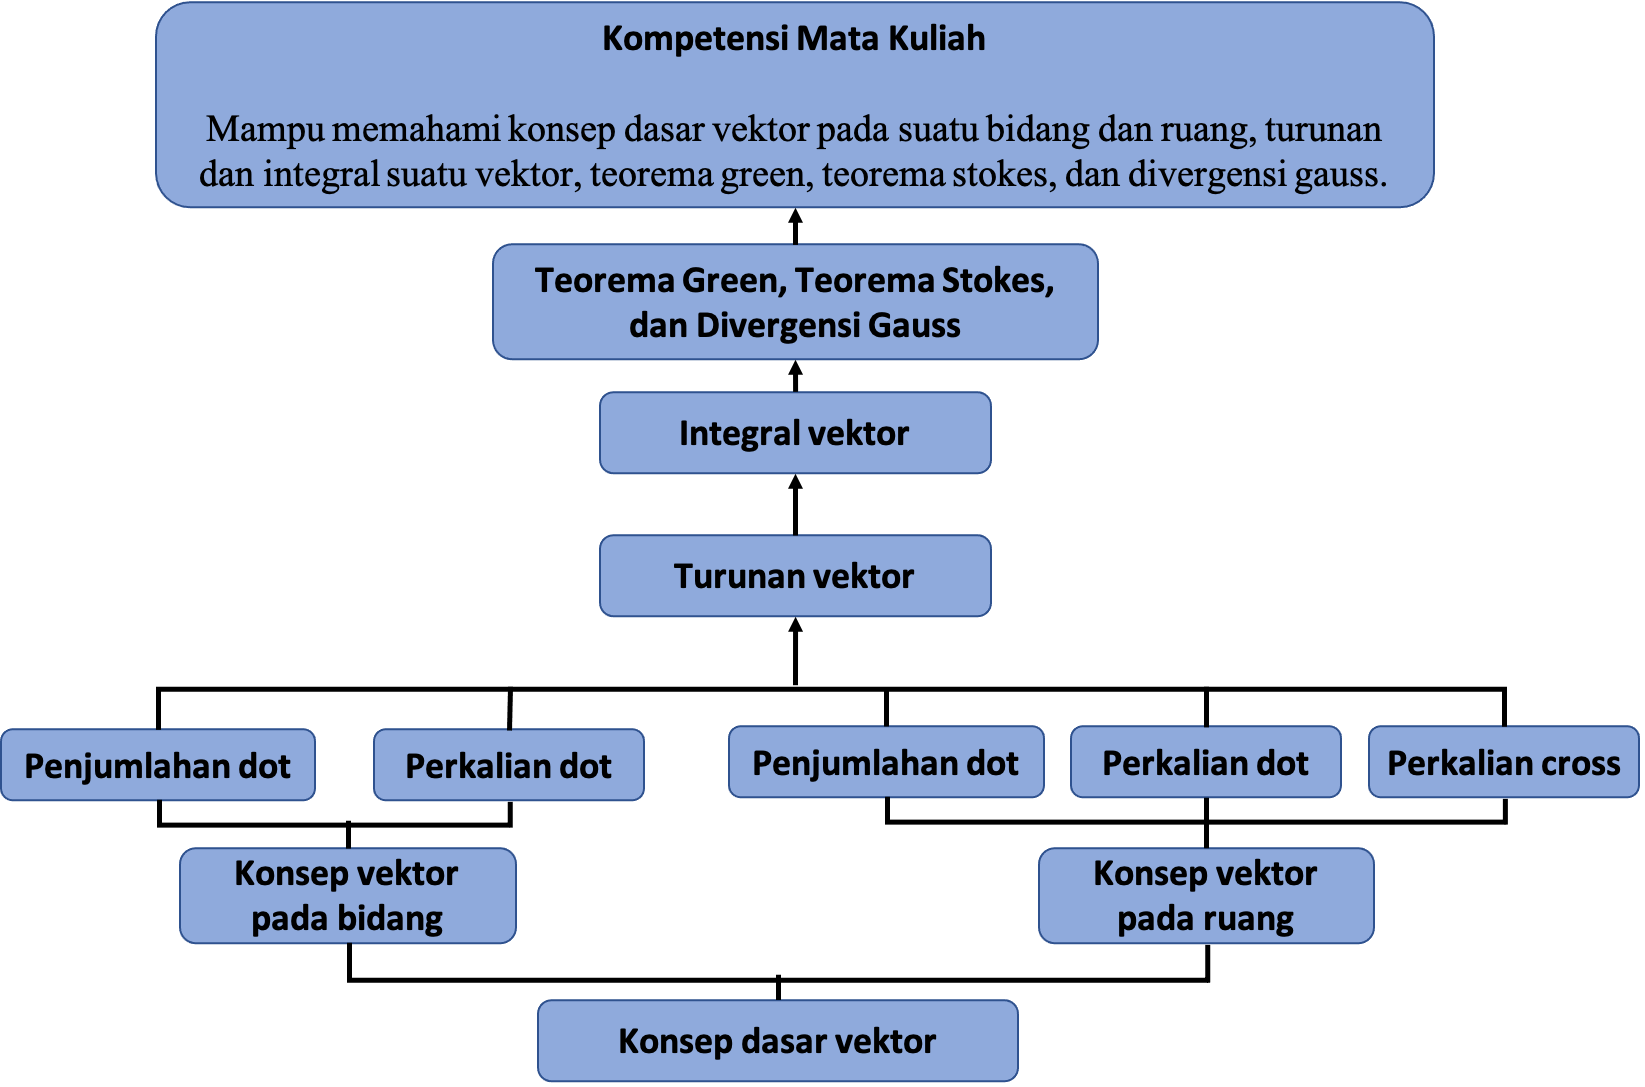 Kompetensi Mata Kuliah
Mampu memahami konsep dasar vektor pada suatu bidang dan ruang, turunan
dan integral suatu vektor, teorema green, teorema stokes, dan divergensi gauss.
Teorema Green, Teorema Stokes,
dan Divergensi Gauss
Integral vektor
Turunan vektor
Penjumlahan dot
Perkalian dot
Penjumlahan dot
Perkalian dot
Perkalian cross
Konsep vektor
pada bidang
Konsep vektor
pada ruang
Konsep dasar vektor